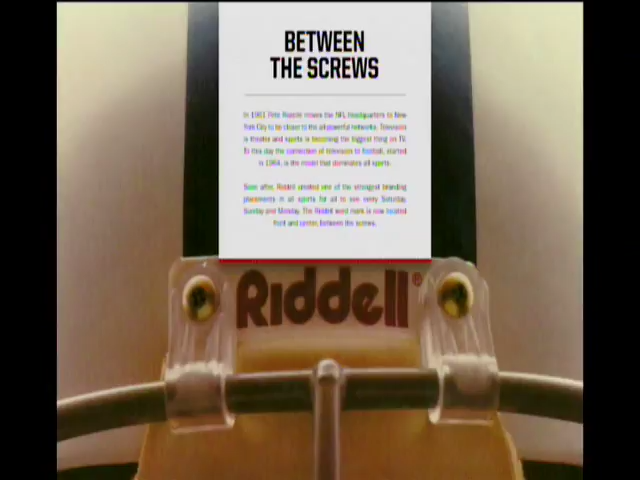 BETWEEN
THE SCREWS
In 1961 Pete Rozelle moves the NFL headquarters to New
York City to be closer to the all-powerful networks. Television
is theater and sports is becoming the biggest thing on TV.
To this day the connection of television to football, started
in 1964, is the model that dominates all sports.
Soon after, Riddell created one of the strongest branding
placements in all sports for all to see every Saturday,
Sunday and Monday. The Riddell word mark is now located
front and center, between the screws.
Riddell®